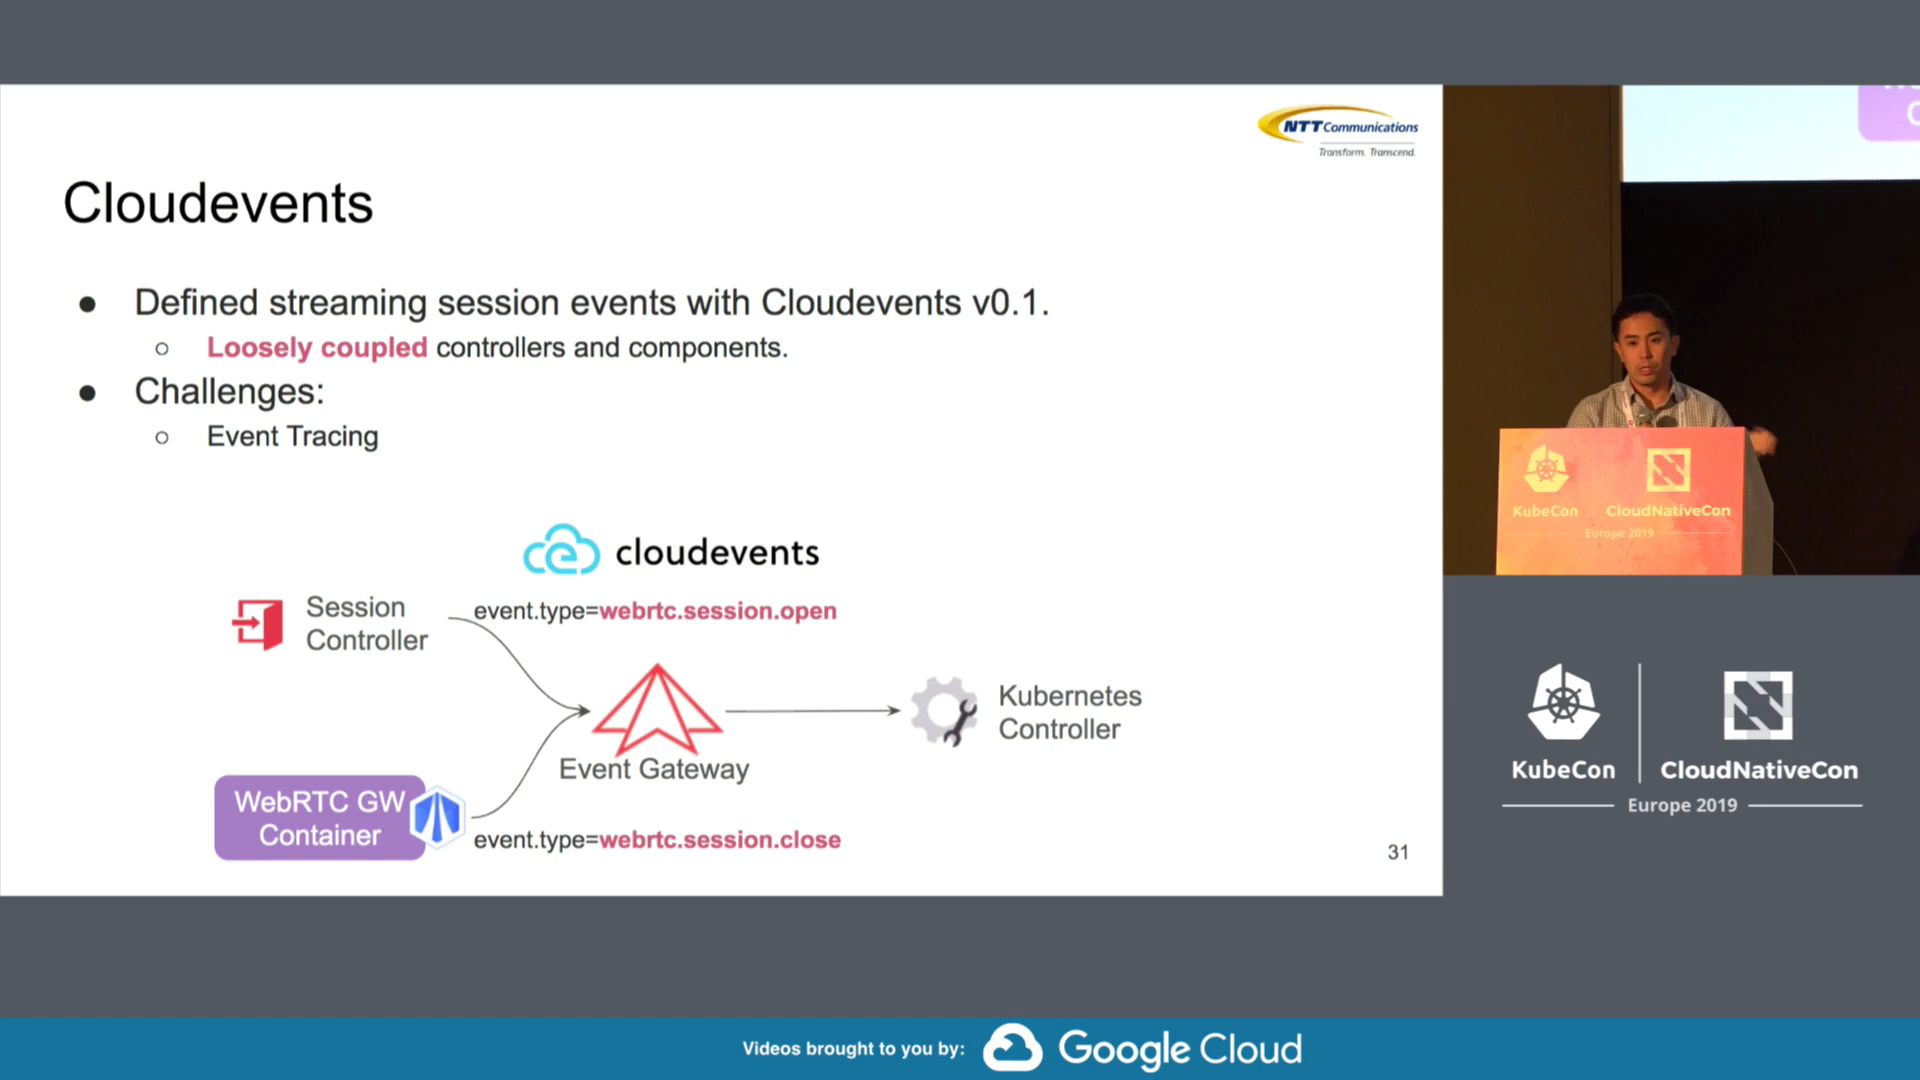 NTT Communications
Transform. Transcend.
Cloudevents
● Defined streaming session events with Cloudevents v0.1.
○ Loosely coupled controllers and components.
● Challenges:
○ Event Tracing
cloudevents
Session
Controller
event.type=webrtc.session.open
Kubernetes
Controller
Event Gateway
WebRTC GW
Container
event.type=webrtc.session.close
31
KubeCon
CloudNativeCon
Europe 2019
KubeCon
CloudNativeCon
Europe 2019
Videos brought to you by:
Google Cloud